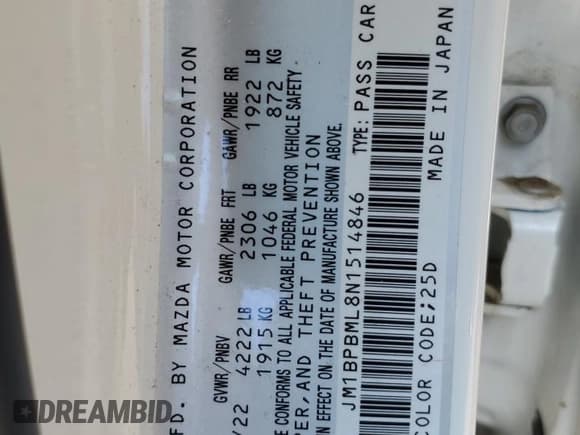 FD. BY MAZDA MOTOR CORPORATION
GVWR/PNBV GAWR/PNBE FRT GAWR/PNBE RR
/22 4222 LB 2306 LB 1922 LB
1915 KG 1046 KG 872 KG
E CONFORMS TO ALL APPLICABLE FEDERAL MOTOR VEHICLE SAFETY,
PER, AND THEFT PREVENTION
N EFFECT ON THE DATE OF MANUFACTURE SHOWN ABOVE.
JM1BPBML8N1514846 TYPE: PASS CAR
COLOR CODE;25D MADE IN JAPAN
DREAMBID